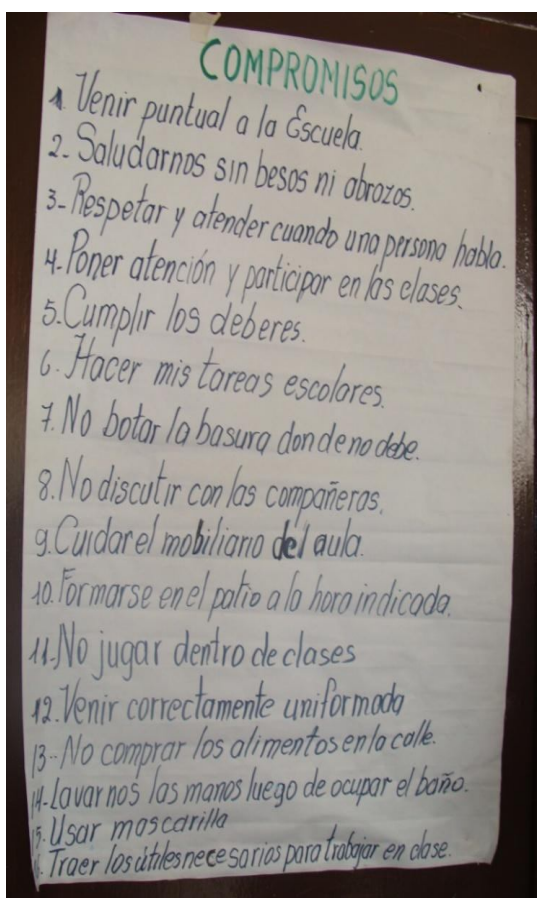 COMPROMISOS
1. Venir puntual a la Escuela.
2- Saludarnos sin besos ni abrozos.
3- Respetar y atender cuando una persona habla.
4. Poner atención y participar en las clases.
5. Cumplir los deberes.
6. Hacer mis tareas escolares.
7. No botar la basura donde no debe.
8. No discutir con las compañeras.
9. Cuidar el mobiliario del aula.
10. Formarse en el patio a la hora indicada.
11-No jugar dentro de clases
12. Venir correctamente uniformada
13-No comprar los alimentos en la calle.
14-Lavarnos las manos luego de ocupar el baño.
15. Usar mascarilla
. Traer los útiles necesarios para trabajar en clase.